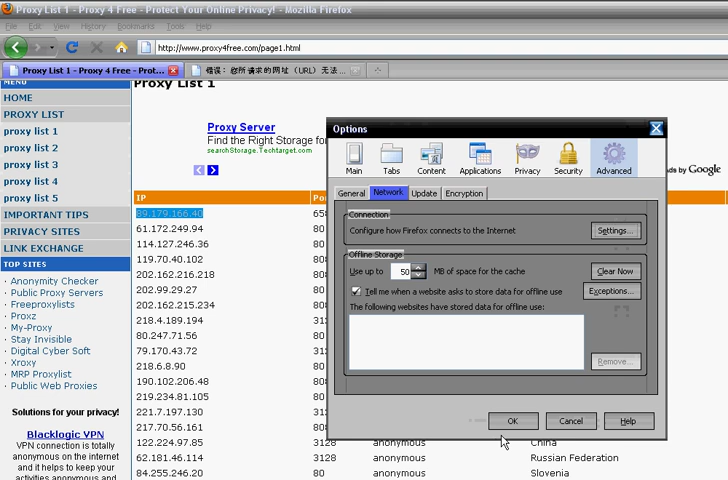 Proxy List 1 - Proxy 4 Free - Protect Your Online Privacy! - Mozilla Firefox
File Edit View History Bookmarks Tools Help
http://www.proxy4free.com/page1.html
Proxy List 1 - Proxy 4 Free - Prot...
错误：您所请求的网址（URL）无法...
MENU
HOME
PROXY LIST
proxy list 1
proxy list 2
proxy list 3
proxy list 4
proxy list 5
IMPORTANT TIPS
PRIVACY SITES
LINK EXCHANGE
TOP SITES
Anonymity Checker
Public Proxy Servers
Freeproxylists
Proxz
My-Proxy
Stay Invisible
Digital Cyber Soft
Xroxy
MRP Proxylist
Public Web Proxies
Solutions for your privacy!
Blacklogic VPN
VPN connection is totally
anonymous on the internet
and it helps to keep your
activities anonymous and
Proxy List 1
Proxy Server
Find the Right Storage for
searchStorage.Techtarget.com
Ads by Google
IP
89.179.166.40
61.172.249.94
114.127.246.36
119.70.40.102
202.162.216.218
202.99.29.27
202.162.215.234
218.4.189.194
80.247.71.56
79.170.43.72
218.6.8.90
190.102.206.48
219.234.81.105
221.7.197.130
217.70.56.161
122.224.97.85 3128 anonymous China
62.181.46.114 3128 anonymous Russian Federation
84.255.246.20 80 anonymous Slovenia
Options
Main Tabs Content Applications Privacy Security Advanced
General Network Update Encryption
Connection
Configure how Firefox connects to the Internet Settings...
Offline Storage
Use up to 50 MB of space for the cache Clear Now
Tell me when a website asks to store data for offline use Exceptions...
The following websites have stored data for offline use:
Remove...
OK Cancel Help